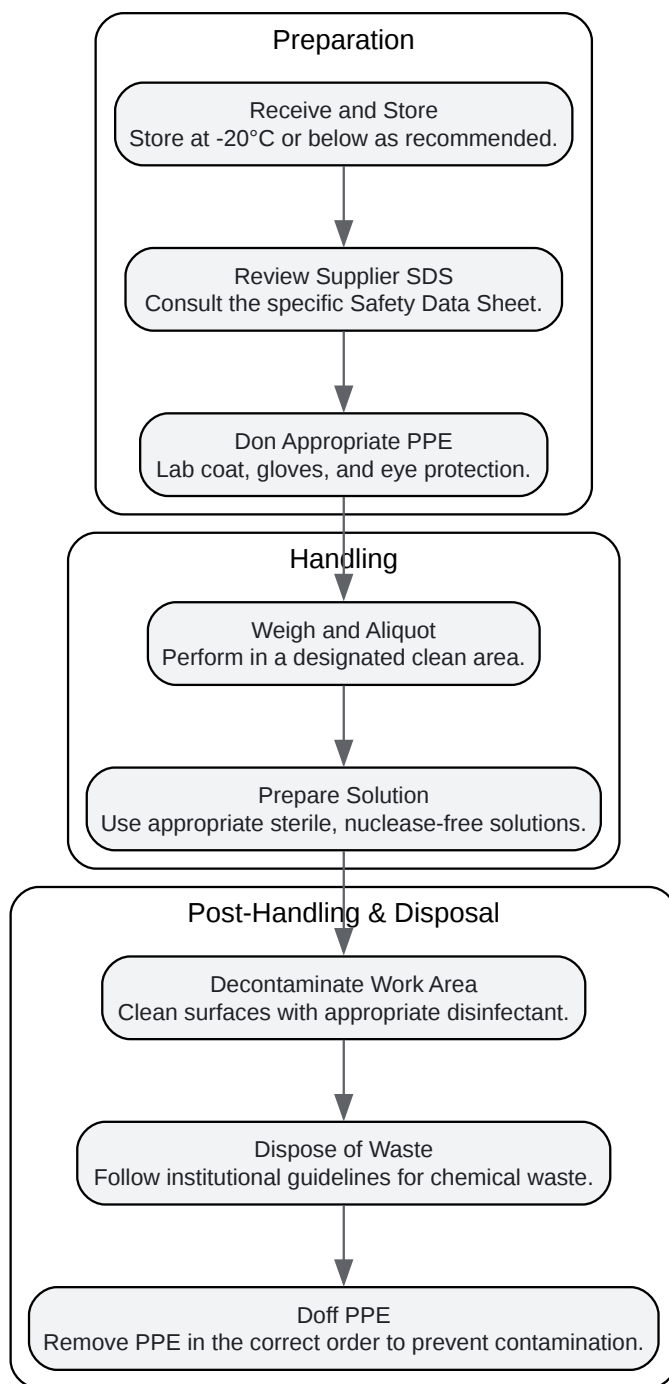 Preparation
Receive and Store
Store at -20°C or below as recommended.
Review Supplier SDS
Consult the specific Safety Data Sheet.
Don Appropriate PPE
Lab coat, gloves, and eye protection.
Handling
Weigh and Aliquot
Perform in a designated clean area.
Prepare Solution
Use appropriate sterile, nuclease-free solutions.
Post-Handling & Disposal
Decontaminate Work Area
Clean surfaces with appropriate disinfectant.
Dispose of Waste
Follow institutional guidelines for chemical waste.
Doff PPE
Remove PPE in the correct order to prevent contamination.